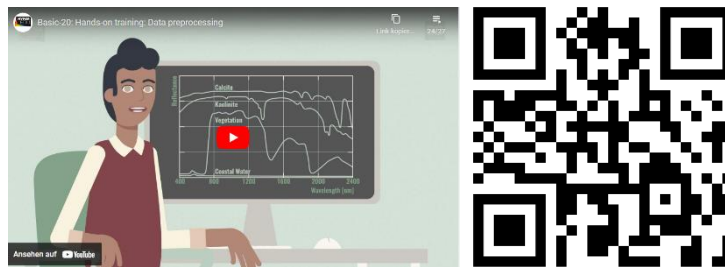 Basic-20: Hands-on training: Data preprocessing
Link kopier...
24/27
Reflectance
Calcite
Kaolinite
Vegetation
Coastal Water
400 800 1200 1600 2000 2400
Wavelength [nm]
Ansehen auf YouTube